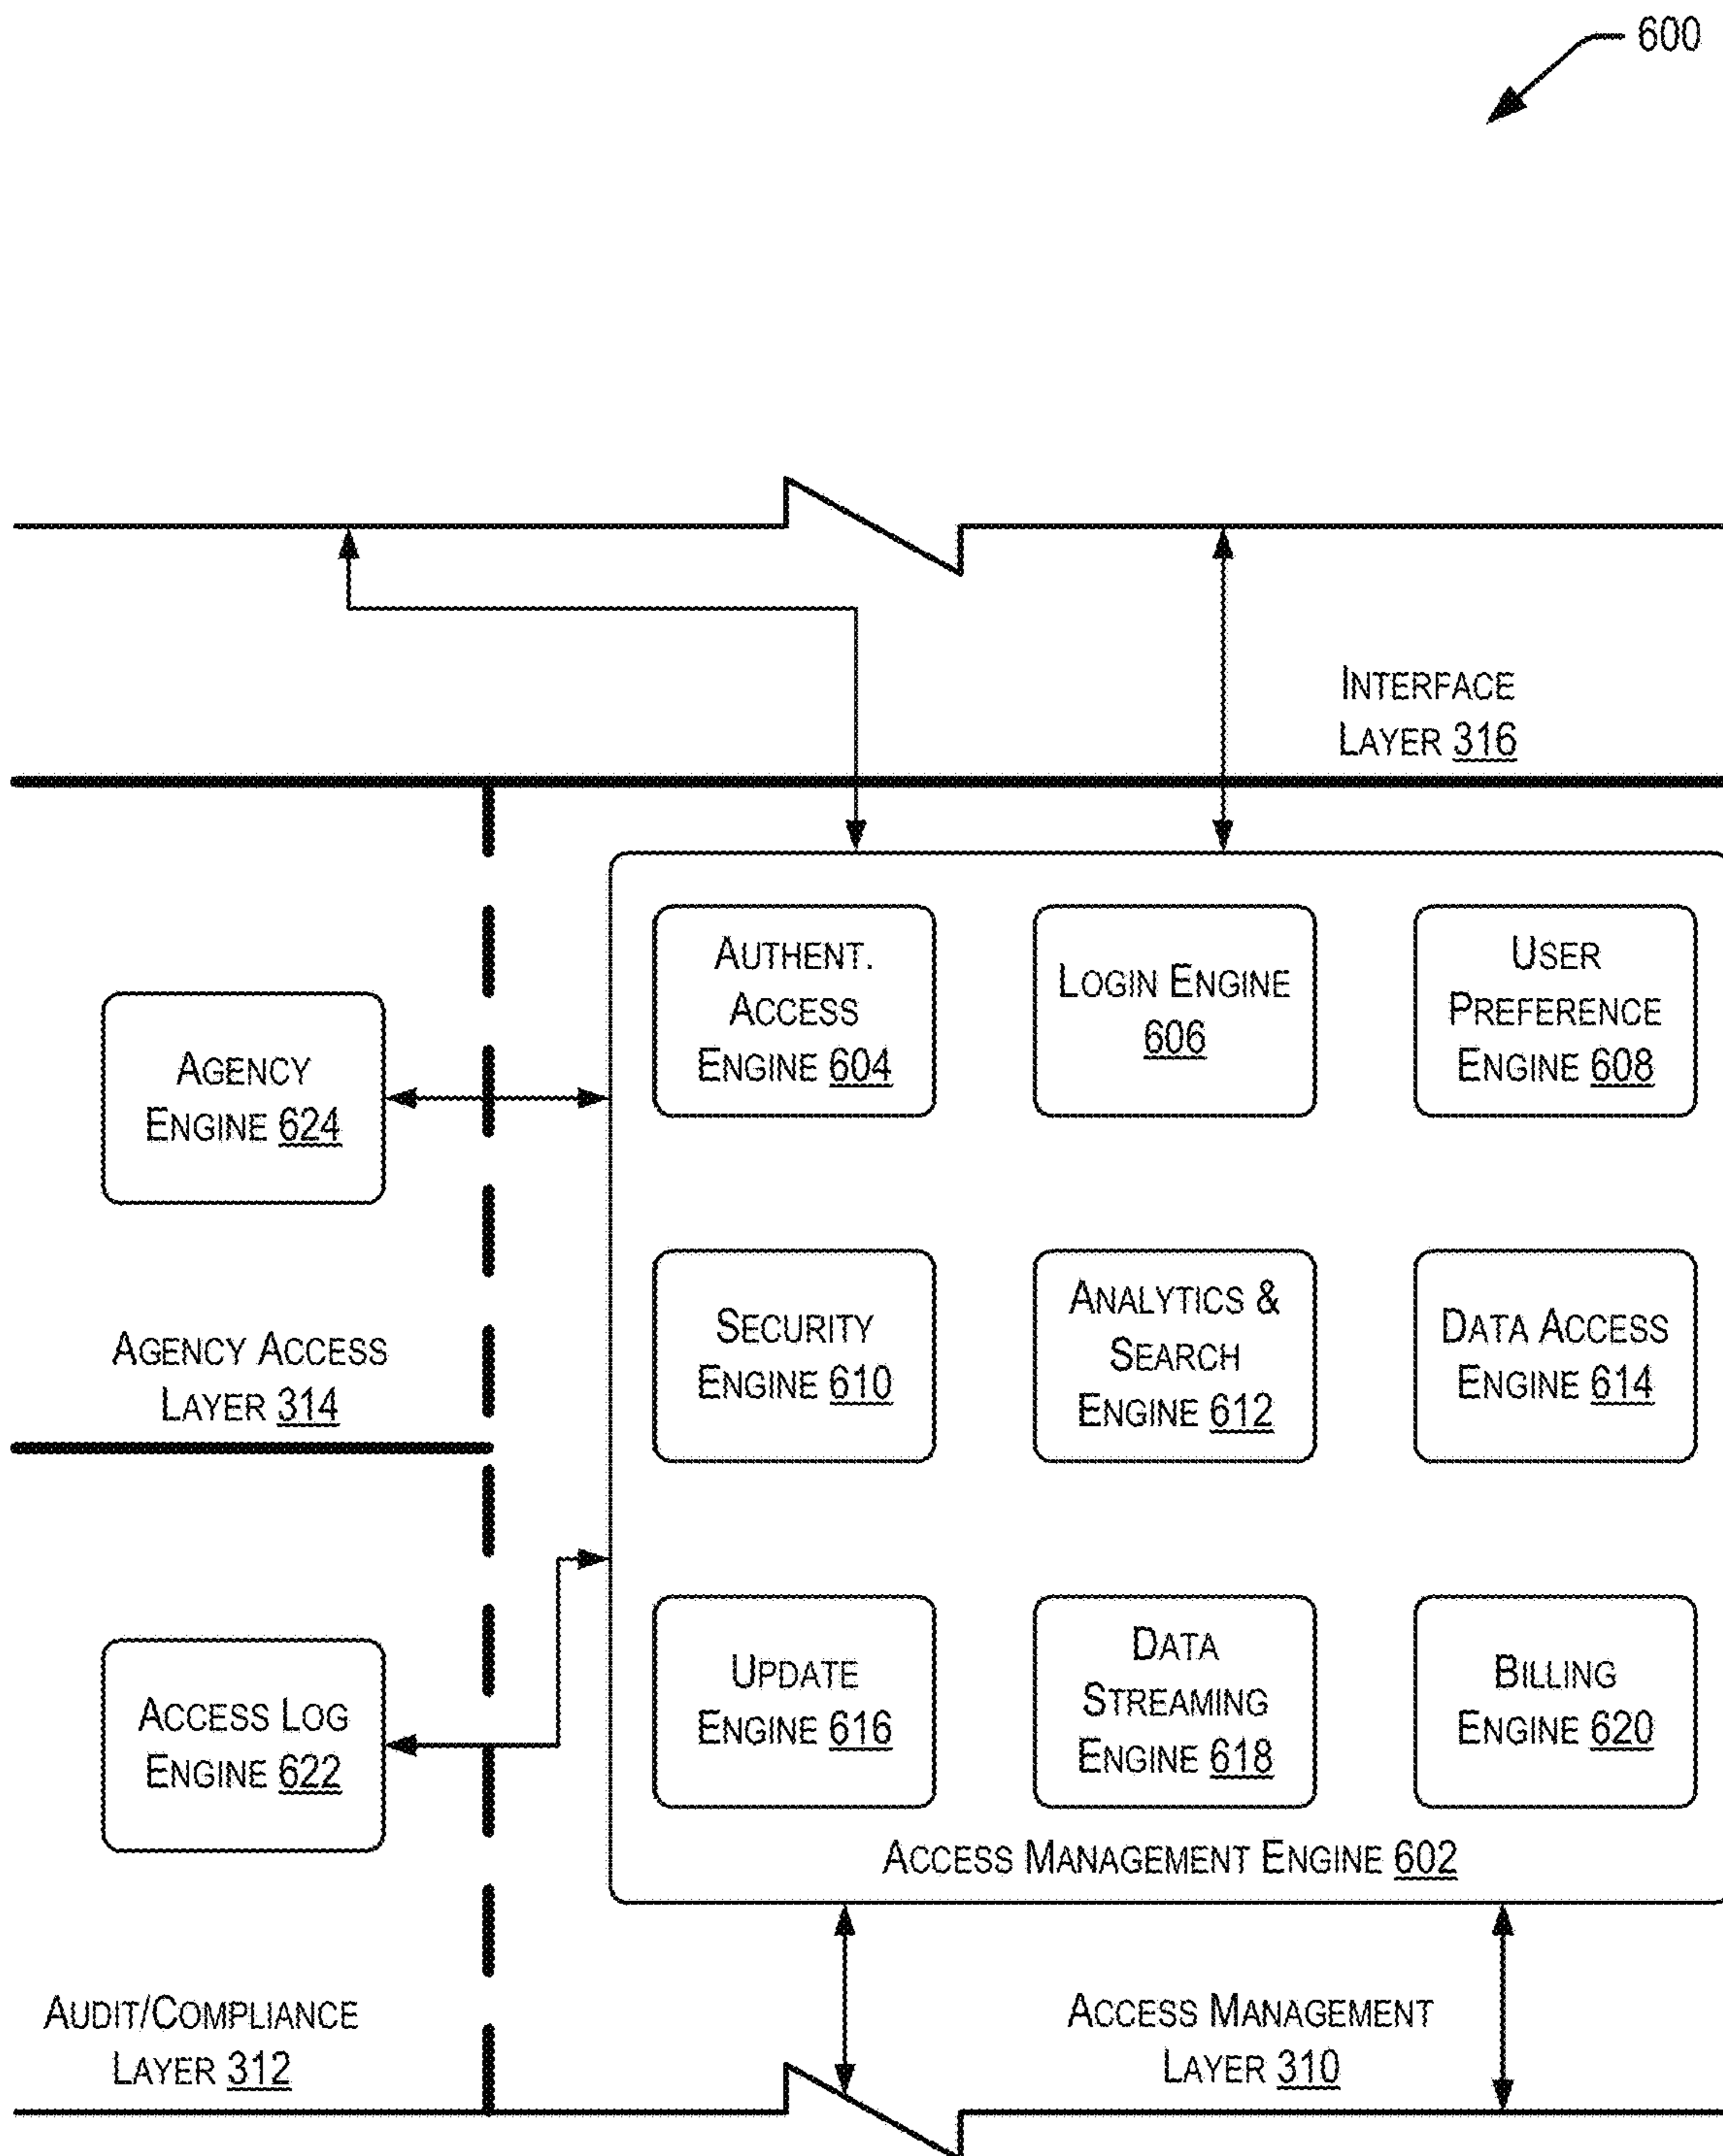 600
INTERFACE
LAYER 316
AUTHENT.
ACCESS
ENGINE 604
LOGIN ENGINE
606
USER
PREFERENCE
ENGINE 608
AGENCY
ENGINE 624
SECURITY
ENGINE 610
ANALYTICS &
SEARCH
ENGINE 612
DATA ACCESS
ENGINE 614
AGENCY ACCESS
LAYER 314
UPDATE
ENGINE 616
DATA
STREAMING
ENGINE 618
BILLING
ENGINE 620
ACCESS LOG
ENGINE 622
ACCESS MANAGEMENT ENGINE 602
AUDIT/COMPLIANCE
LAYER 312
ACCESS MANAGEMENT
LAYER 310